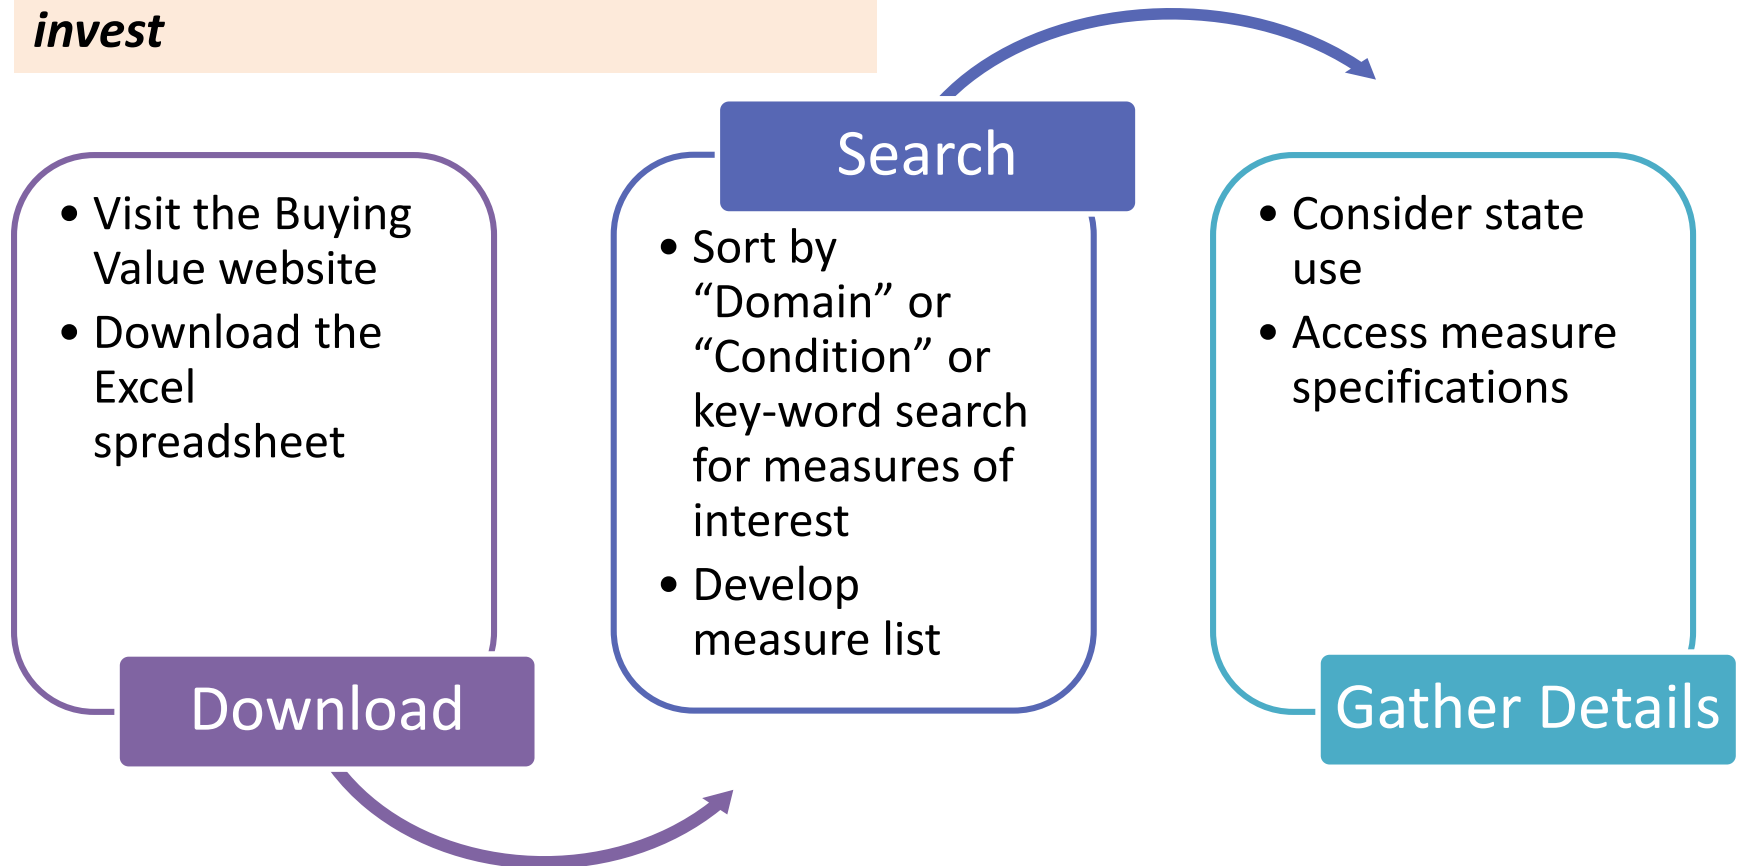 invest
• Visit the Buying
Value website
• Download the
Excel
spreadsheet
Download
Search
• Sort by
“Domain” or
“Condition” or
key-word search
for measures of
interest
• Develop
measure list
• Consider state
use
• Access measure
specifications
Gather Details